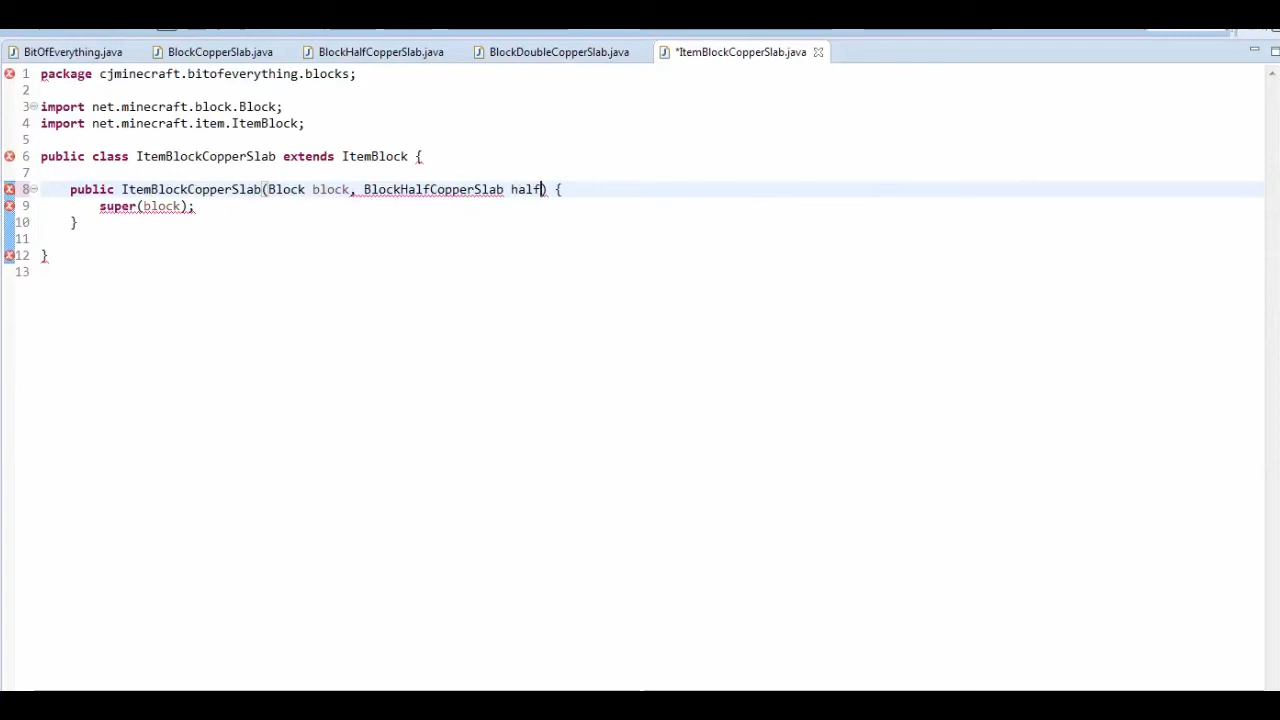 BitOfEverything.java BlockCopperSlab.java BlockHalfCopperSlab.java BlockDoubleCopperSlab.java *ItemBlockCopperSlab.java
1 package cjminecraft.bitofeverything.blocks;
2
3 import net.minecraft.block.Block;
4 import net.minecraft.item.ItemBlock;
5
6 public class ItemBlockCopperSlab extends ItemBlock {
7
8 public ItemBlockCopperSlab(Block block, BlockHalfCopperSlab half) {
9 super(block);
10 }
11
12 }
13